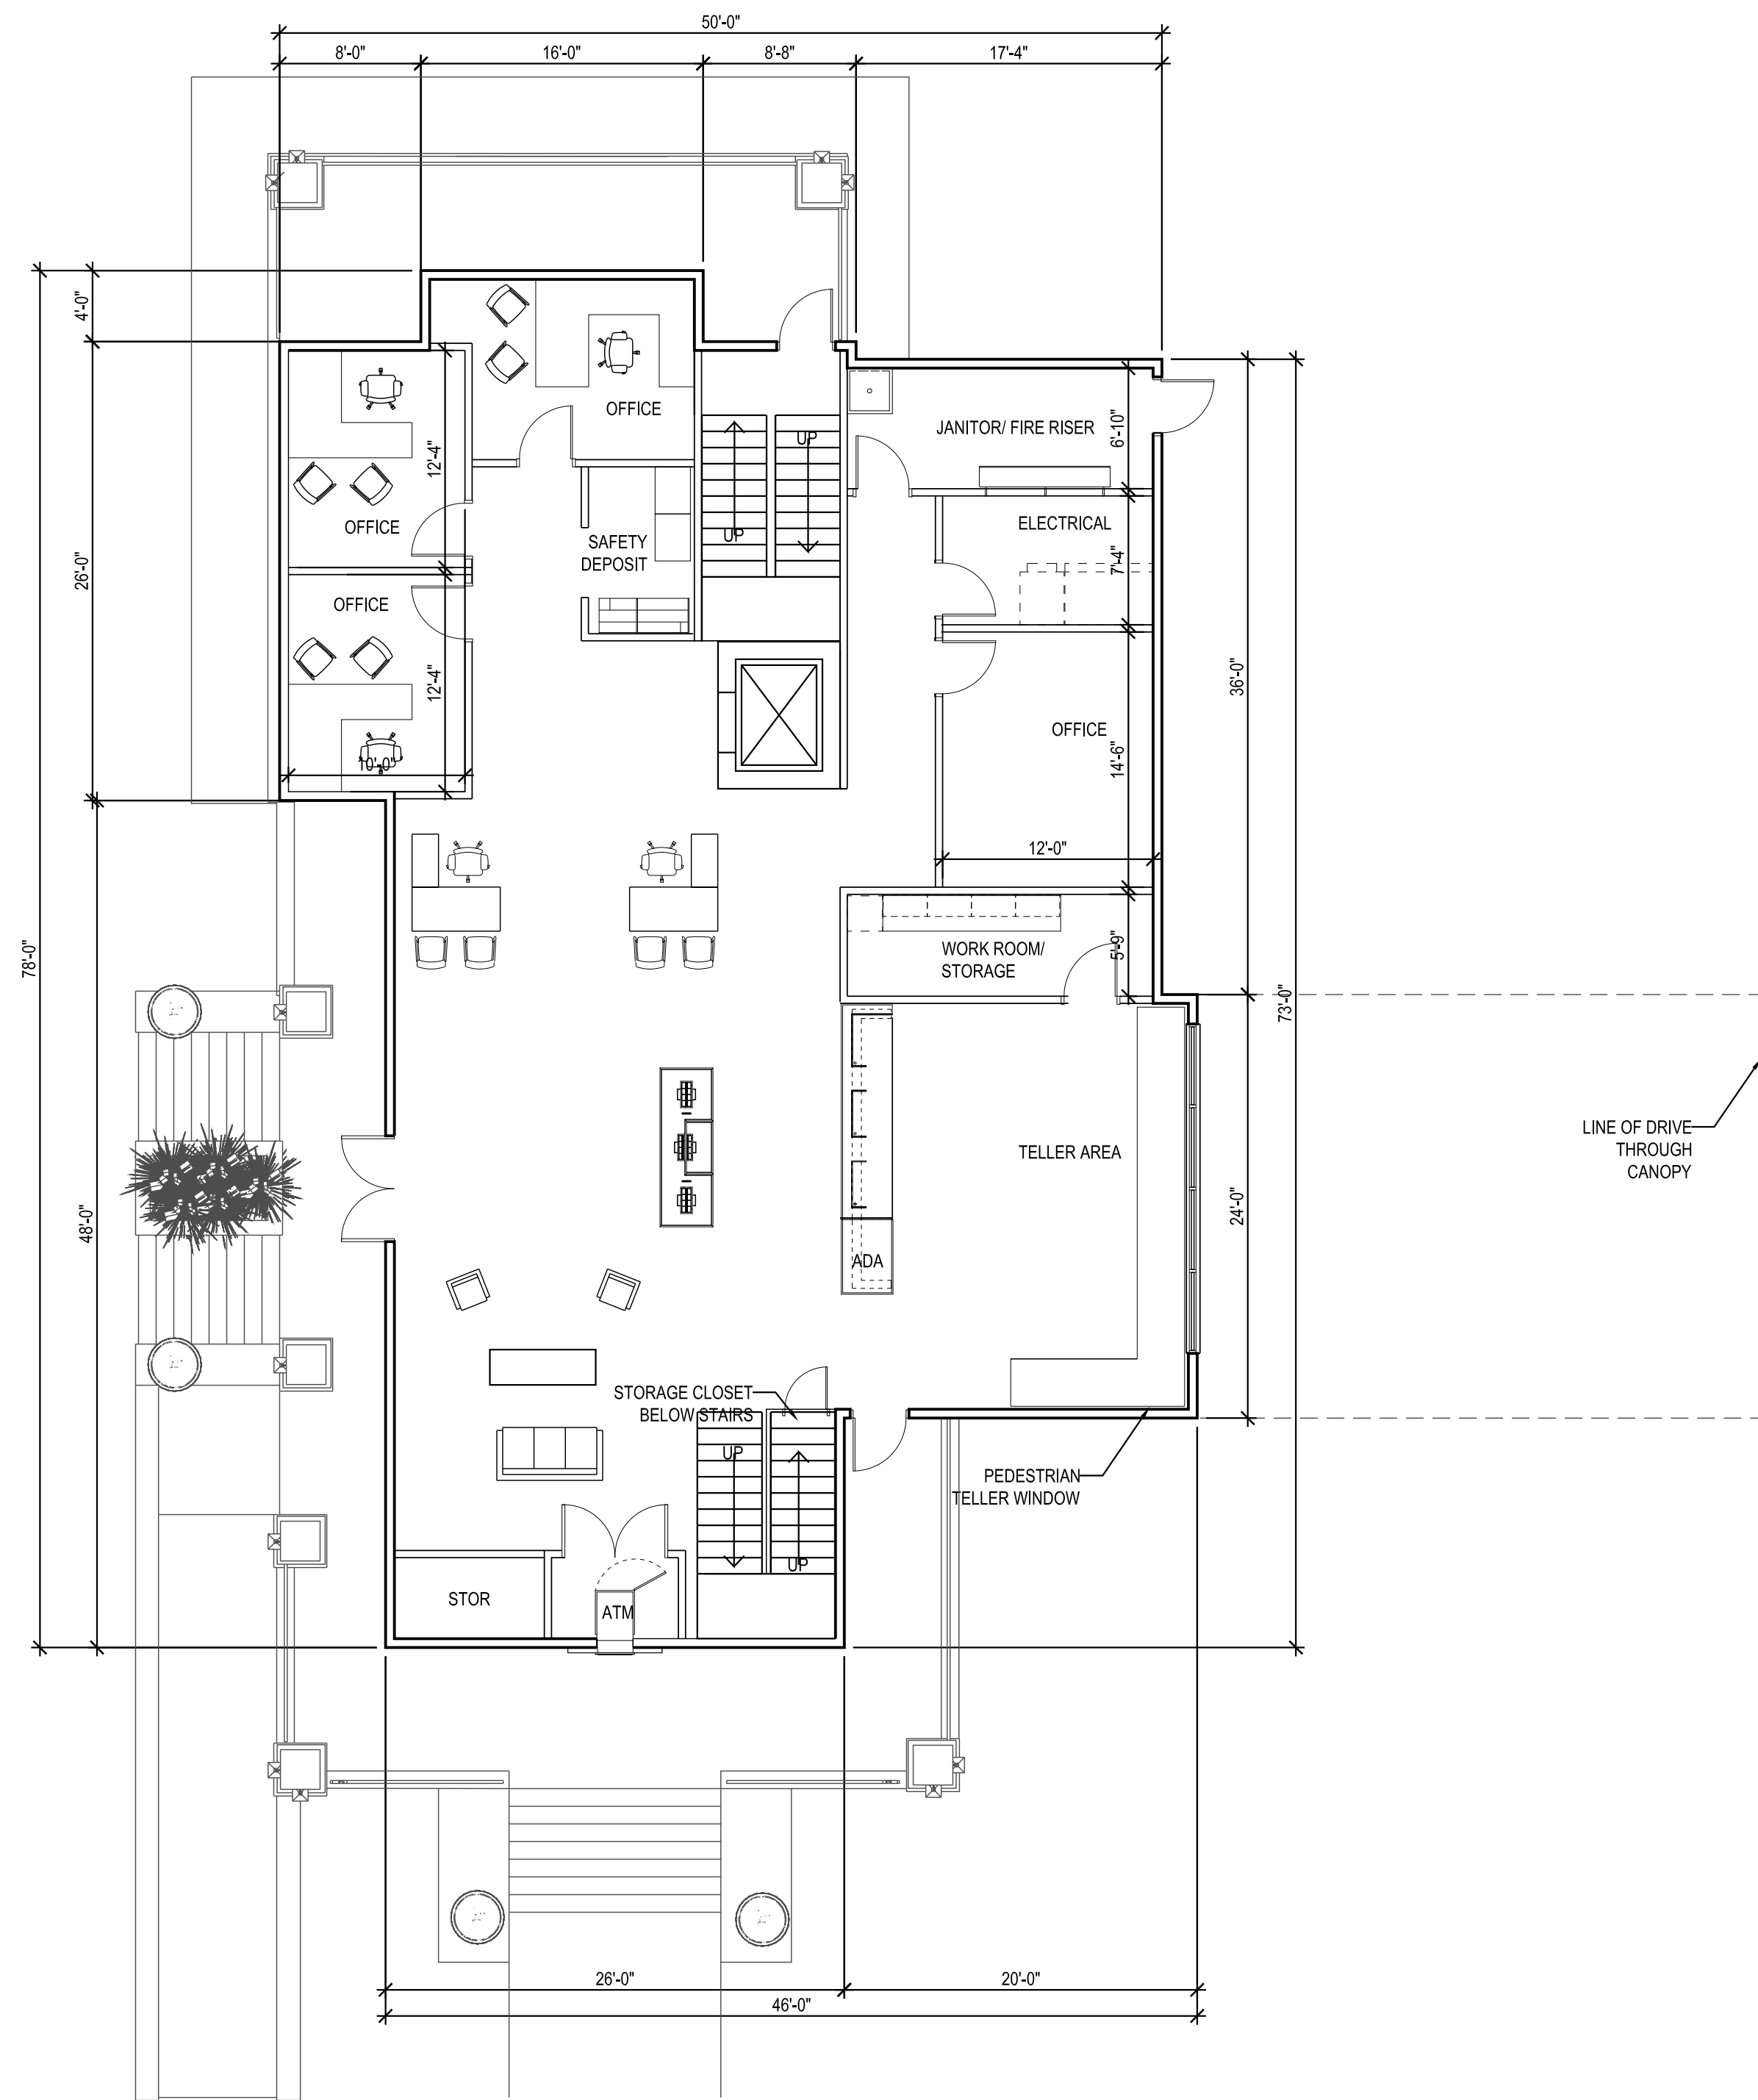 50'-0"
8'-0"
16'-0"
8'-8"
17'-4"
4'-0"
26'-0"
78'-0"
48'-0"
OFFICE
JANITOR/ FIRE RISER
6'-10"
UP
UP
12'-4"
OFFICE
SAFETY
DEPOSIT
ELECTRICAL
7'-4"
OFFICE
12'-4"
10'-0"
OFFICE
14'-6"
12'-0"
36'-0"
73'-0"
WORK ROOM/
STORAGE
5'-9"
TELLER AREA
ADA
24'-0"
LINE OF DRIVE
THROUGH
CANOPY
STORAGE CLOSET
BELOW STAIRS
UP
UP
PEDESTRIAN
TELLER WINDOW
STOR
ATM
26'-0"
20'-0"
46'-0"